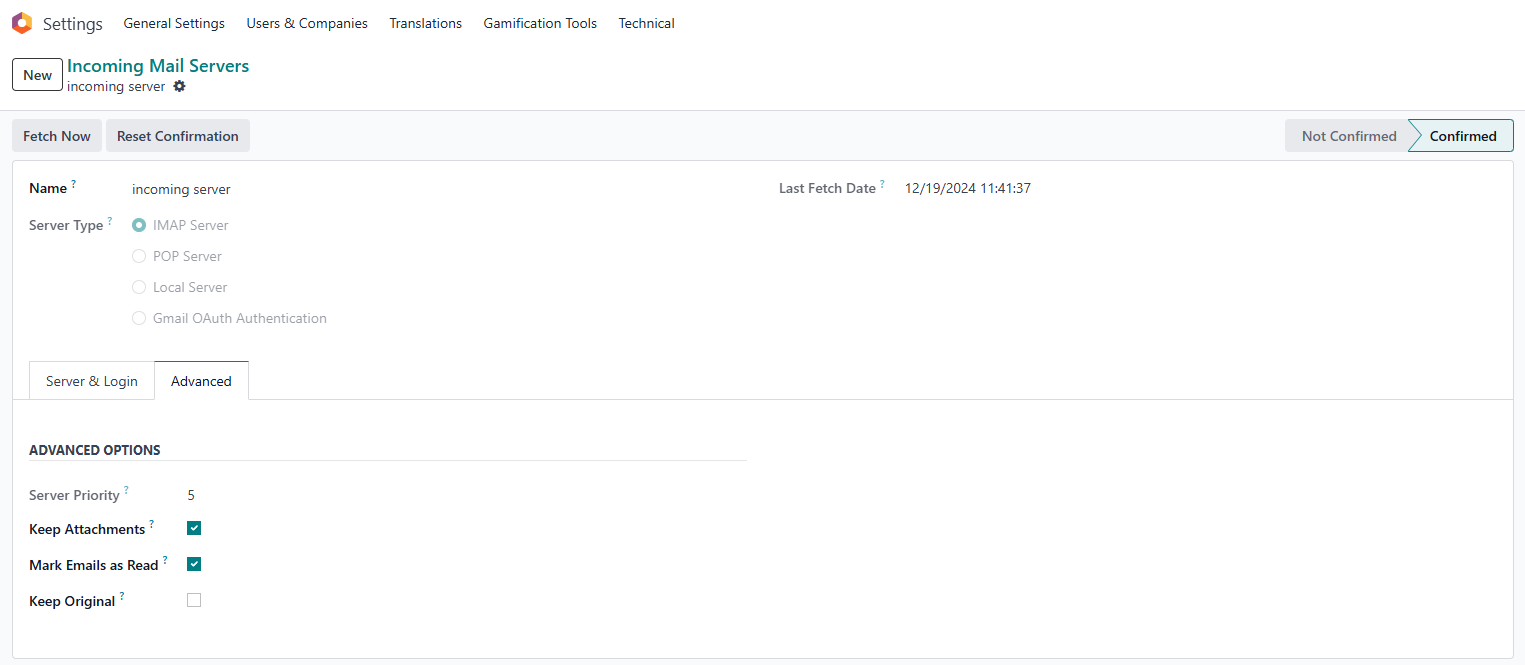 Settings General Settings Users & Companies Translations Gamification Tools Technical
New Incoming Mail Servers
incoming server
Fetch Now Reset Confirmation Not Confirmed Confirmed
Name ? incoming server Last Fetch Date ? 12/19/2024 11:41:37
Server Type ? IMAP Server
POP Server
Local Server
Gmail OAuth Authentication
Server & Login Advanced
ADVANCED OPTIONS
Server Priority ? 5
Keep Attachments ?
Mark Emails as Read ?
Keep Original ?